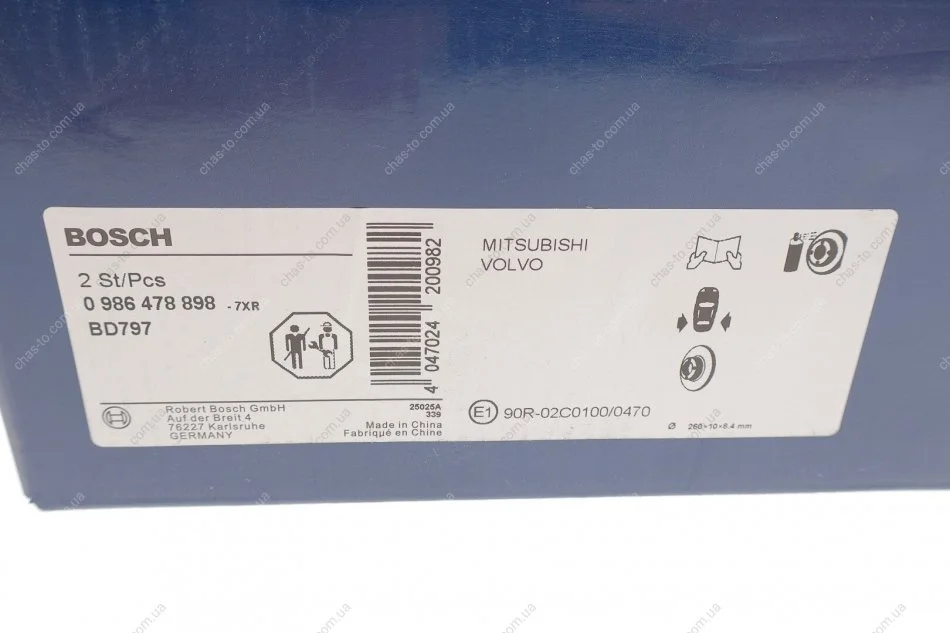 BOSCH
2 St/Pcs
0 986 478 898 - 7XR
BD797
Robert Bosch GmbH
Auf der Breit 4
76227 Karlsruhe
GERMANY
25025A
339
Made in China
Fabriqué en Chine
4 047024 200982
MITSUBISHI
VOLVO
E1 90R-02C0100/0470
chas-to.com.ua